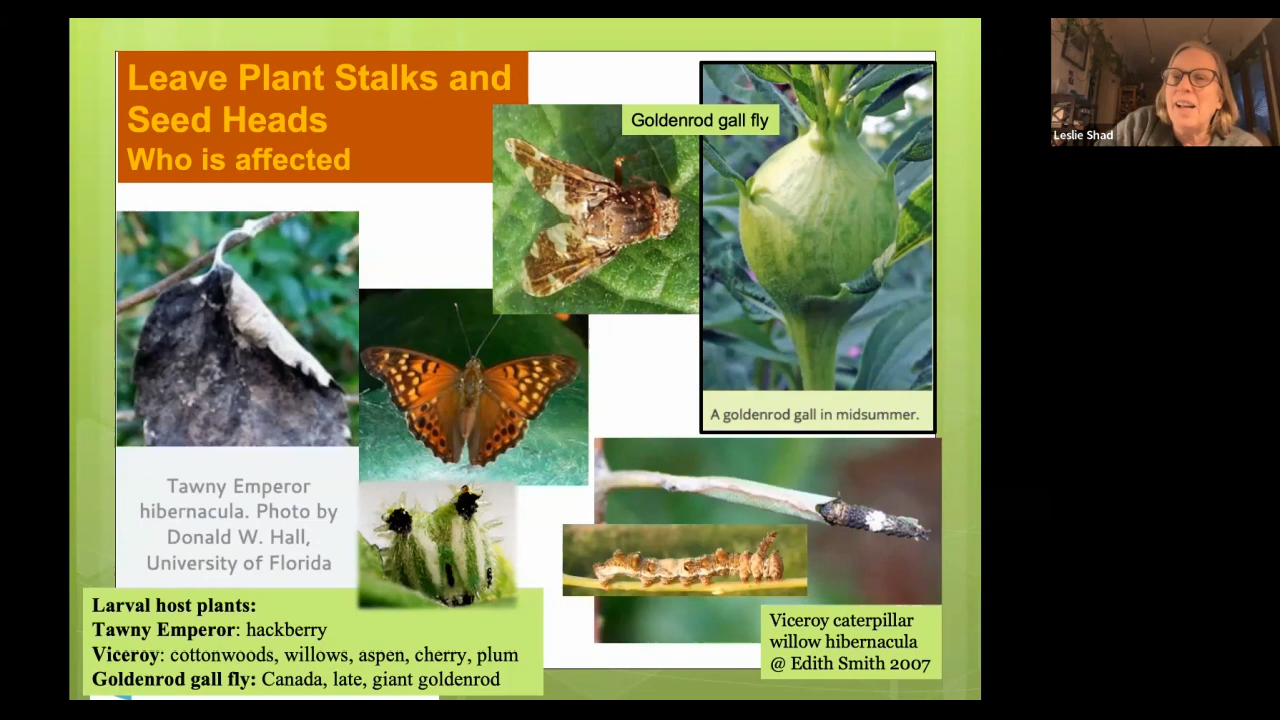 Leave Plant Stalks and
Seed Heads
Who is affected
Goldenrod gall fly
Leslie Shad
A goldenrod gall in midsummer.
Tawny Emperor
hibernacula. Photo by
Donald W. Hall,
University of Florida
Larval host plants:
Tawny Emperor: hackberry
Viceroy: cottonwoods, willows, aspen, cherry, plum
Goldenrod gall fly: Canada, late, giant goldenrod
Viceroy caterpillar
willow hibernacula
@ Edith Smith 2007